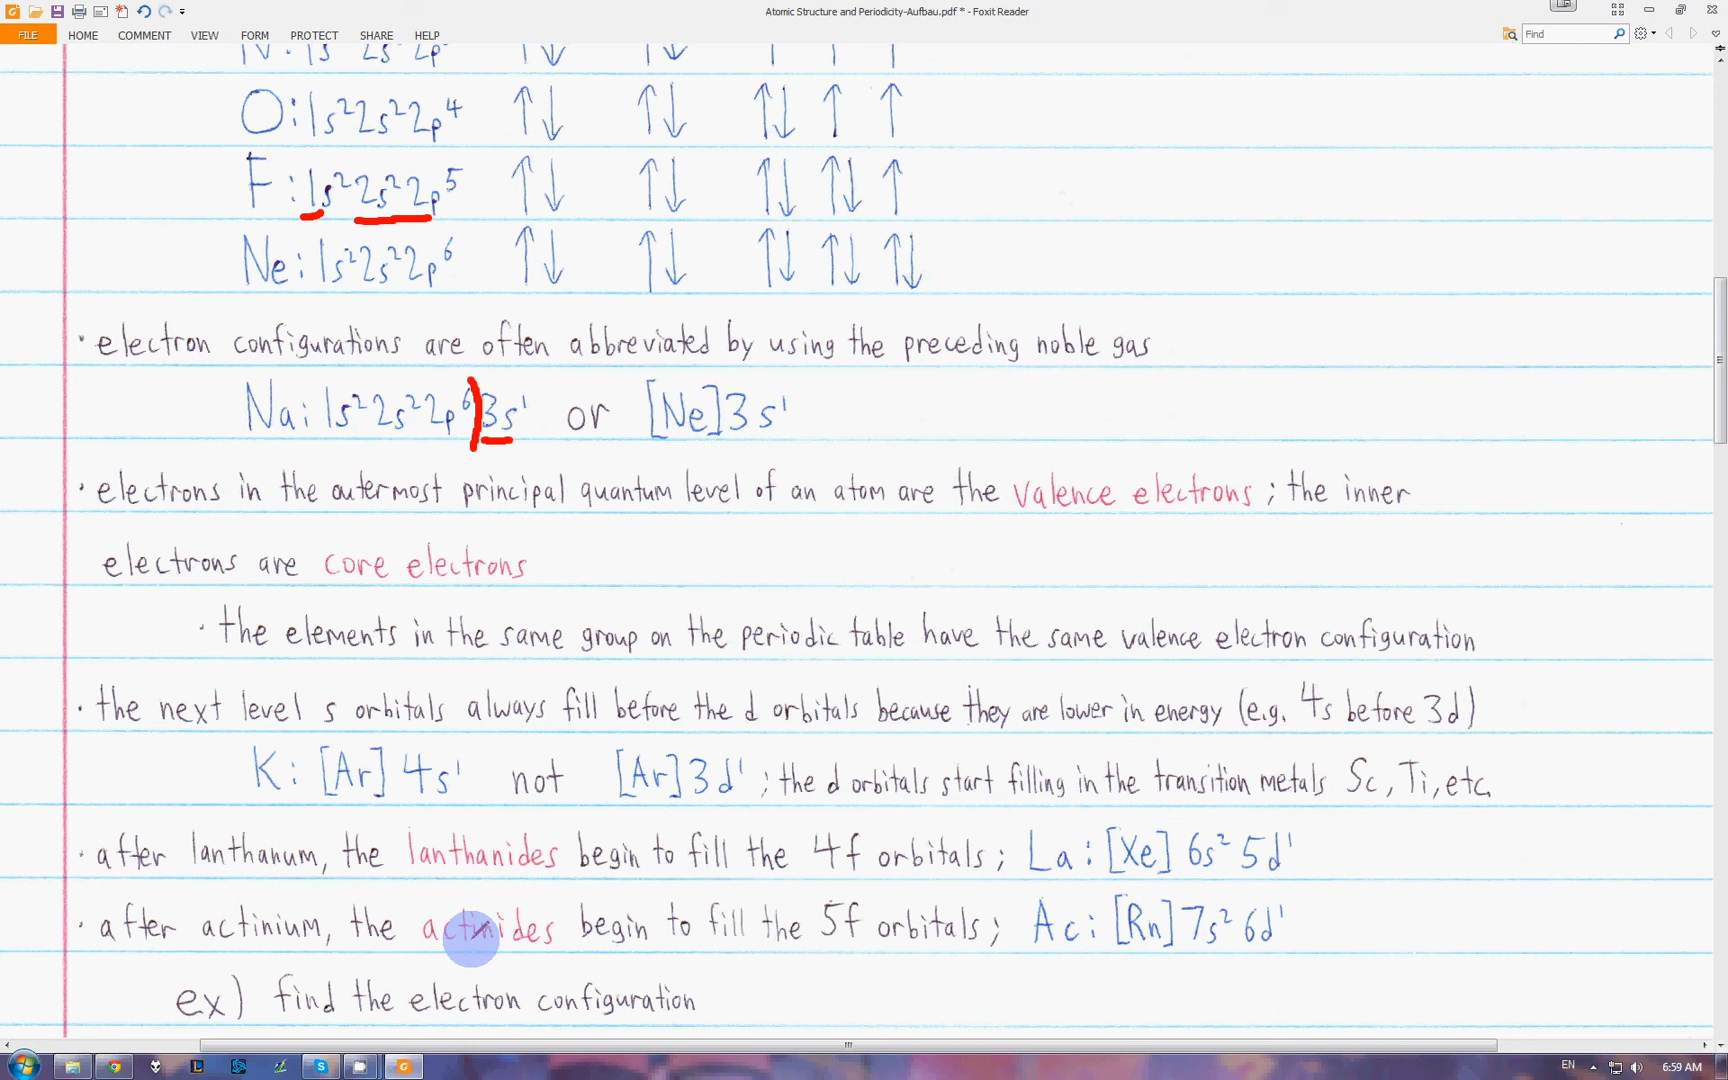 Atomic Structure and Periodicity-Aufbau.pdf * - Foxit Reader
FILE HOME COMMENT VIEW FORM PROTECT SHARE HELP
Find
N: 1s² 2s² 2p ↑↓ ↑↓ ↑ ↑ ↑
O: 1s²2s²2p⁴ ↑↓ ↑↓ ↑↓ ↑ ↑
F: 1s²2s²2p⁵ ↑↓ ↑↓ ↑↓ ↑↓ ↑
Ne: 1s²2s²2p⁶ ↑↓ ↑↓ ↑↓ ↑↓ ↑↓
· electron configurations are often abbreviated by using the preceding noble gas
Na: 1s²2s²2p⁶3s¹ or [Ne]3s¹
· electrons in the outermost principal quantum level of an atom are the valence electrons; the inner
electrons are core electrons
· the elements in the same group on the periodic table have the same valence electron configuration
· the next level s orbitals always fill before the d orbitals because they are lower in energy (e.g. 4s before 3d)
K: [Ar] 4s¹ not [Ar]3d¹; the d orbitals start filling in the transition metals Sc, Ti, etc.
· after lanthanum, the lanthanides begin to fill the 4f orbitals; La: [Xe] 6s² 5d¹
· after actinium, the actinides begin to fill the 5f orbitals; Ac: [Rn] 7s² 6d¹
ex) find the electron configuration
EN 6:59 AM